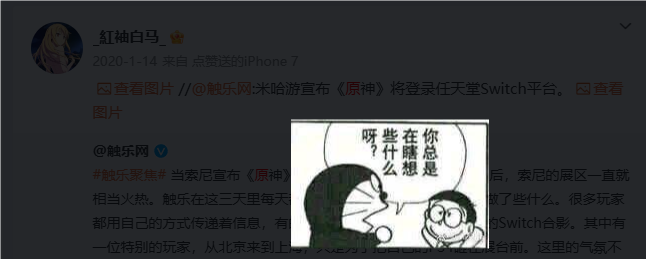 _紅袖白马_
2020-1-14 来自 点赞送的iPhone 7
查看图片 //@触乐网:米哈游宣布《原神》将登录任天堂Switch平台。 查看
图片
@触乐网
#触乐聚焦# 当索尼宣布《原神》 后，索尼的展区一直就
相当火热。触乐在这三天里每天 做了些什么。很多玩家
都用自己的方式传递着信息，有 的Switch合影。其中有
一位特别的玩家，从北京来到上海， 台前。这里的气氛不
你总是
在瞎想
些什么
呀？